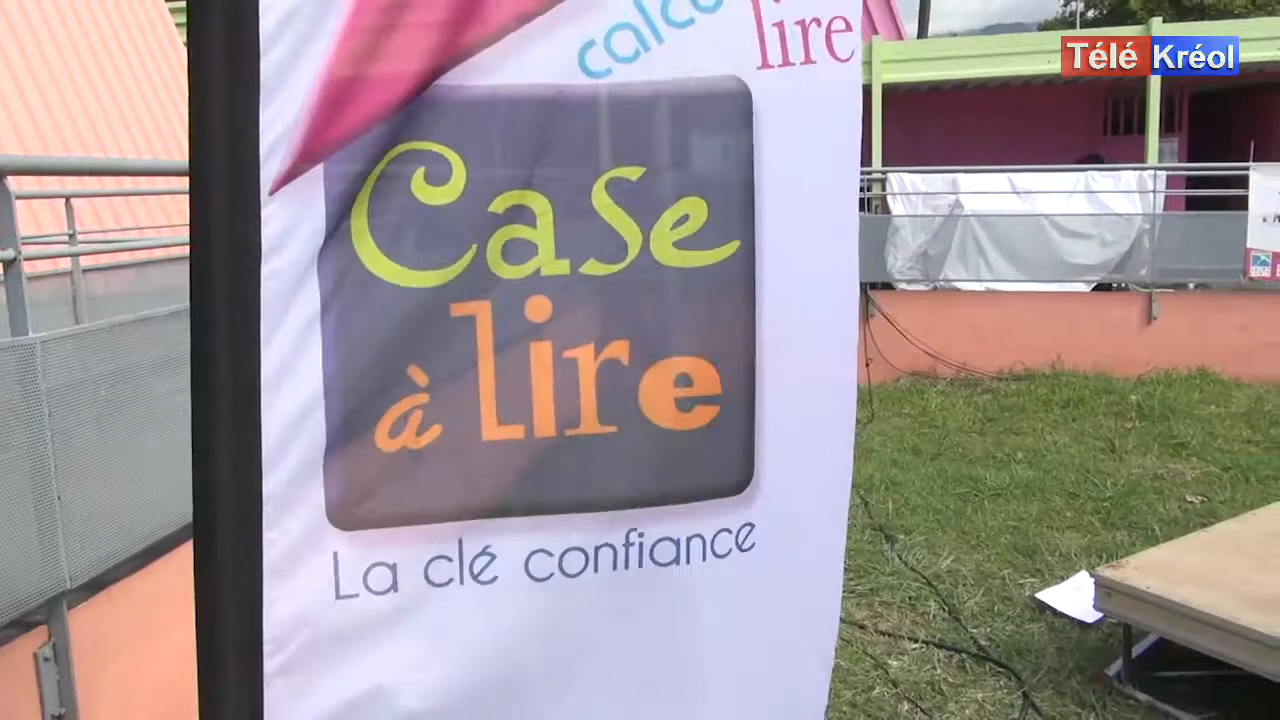 lire
Télé Kréol
Case
à lire
La clé confiance